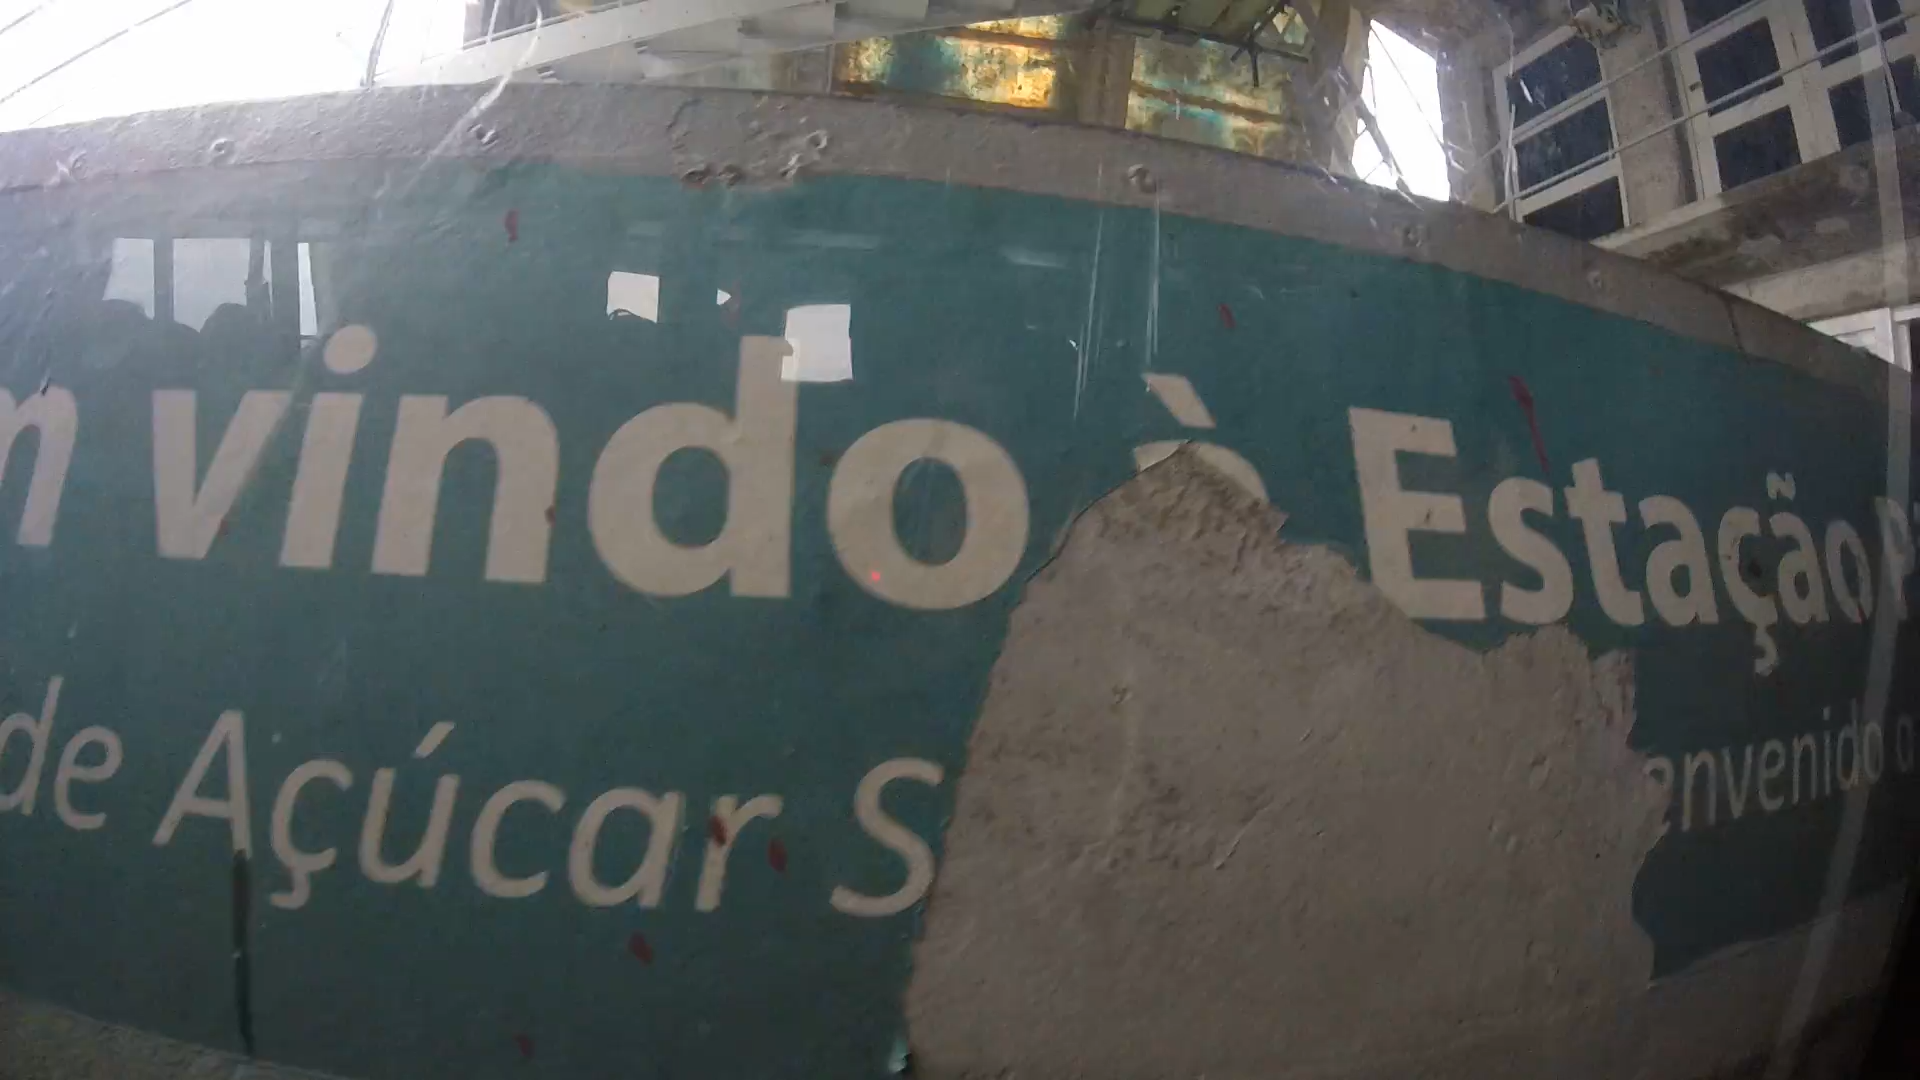 vindo à Estação
de Açúcar S
envenido a